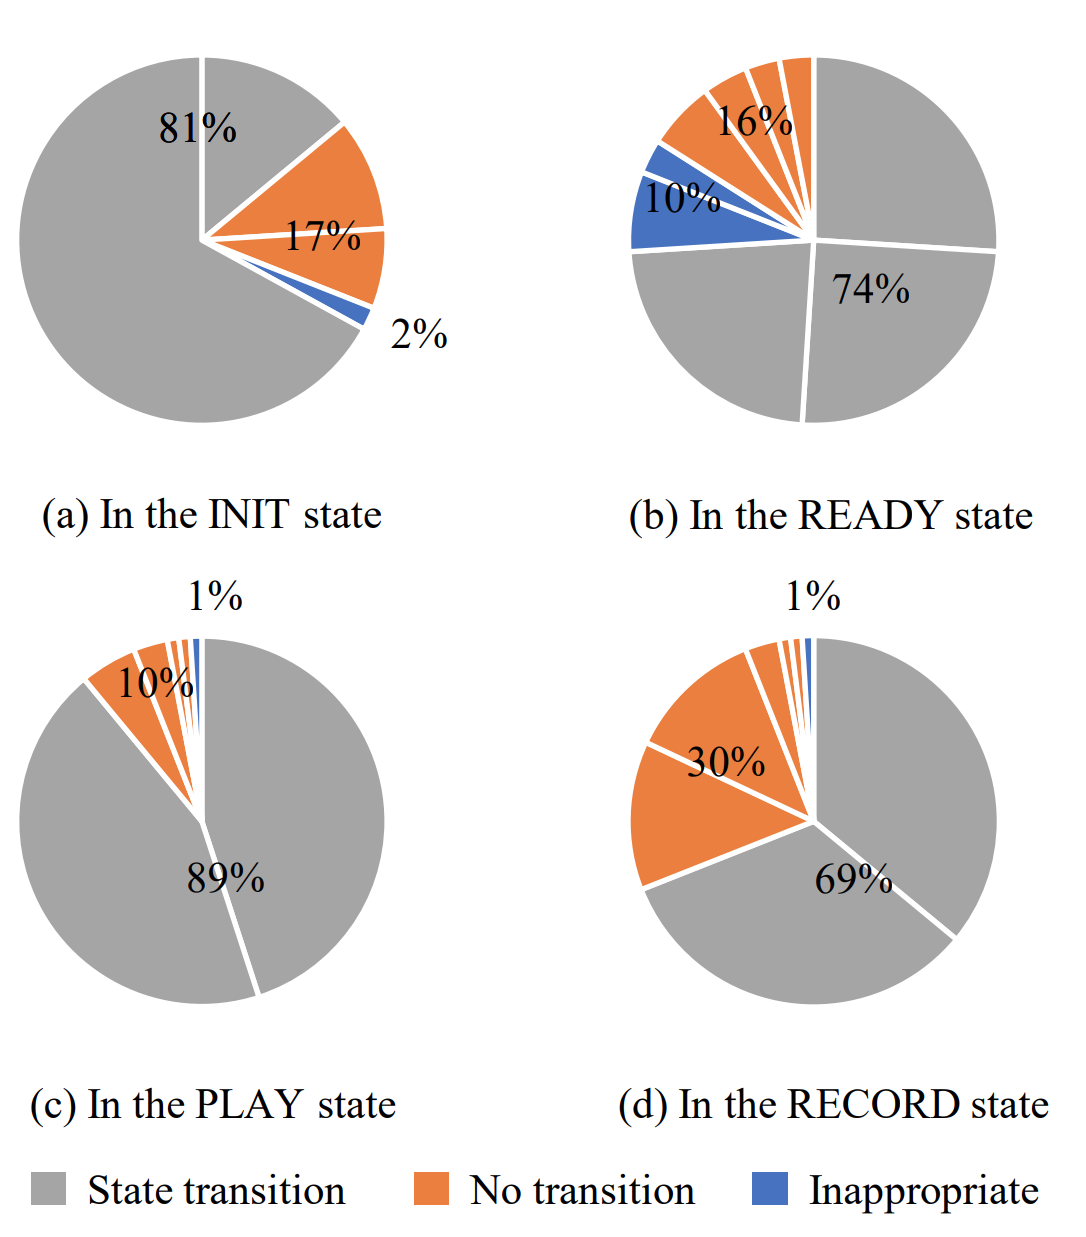 81%
17%
2%
(a) In the INIT state
16%
10%
74%
(b) In the READY state
1%
10%
89%
(c) In the PLAY state
1%
30%
69%
(d) In the RECORD state
State transition
No transition
Inappropriate